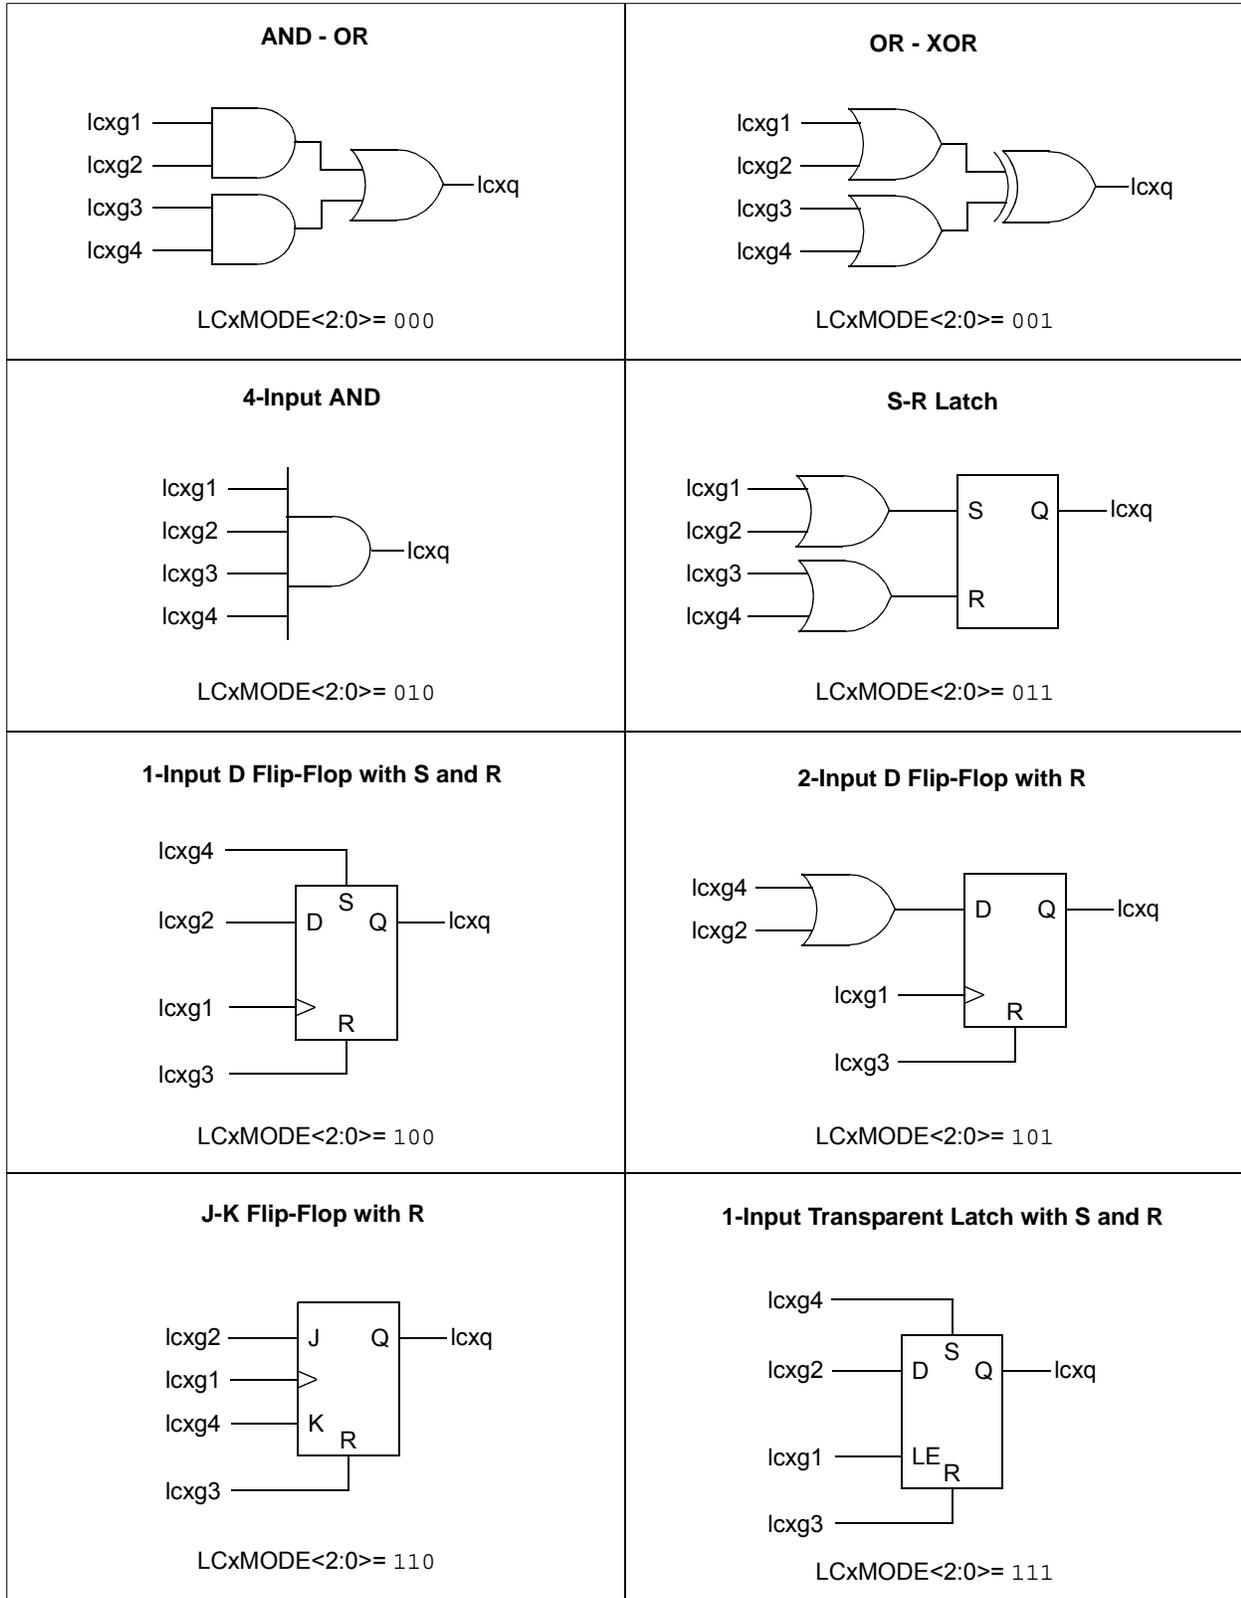 AND - OR
lcxg1
lcxg2
lcxg3
lcxg4
lcxq
LCxMODE<2:0>= 000
OR - XOR
lcxg1
lcxg2
lcxg3
lcxg4
lcxq
LCxMODE<2:0>= 001
4-Input AND
lcxg1
lcxg2
lcxg3
lcxg4
lcxq
LCxMODE<2:0>= 010
S-R Latch
lcxg1
lcxg2
lcxg3
lcxg4
S
Q
lcxq
R
LCxMODE<2:0>= 011
1-Input D Flip-Flop with S and R
lcxg4
S
lcxg2
D
Q
lcxq
lcxg1
R
lcxg3
LCxMODE<2:0>= 100
2-Input D Flip-Flop with R
lcxg4
lcxg2
D
Q
lcxq
lcxg1
R
lcxg3
LCxMODE<2:0>= 101
J-K Flip-Flop with R
lcxg2
J
Q
lcxq
lcxg1
lcxg4
K
R
lcxg3
LCxMODE<2:0>= 110
1-Input Transparent Latch with S and R
lcxg4
S
lcxg2
D
Q
lcxq
lcxg1
LE
R
lcxg3
LCxMODE<2:0>= 111